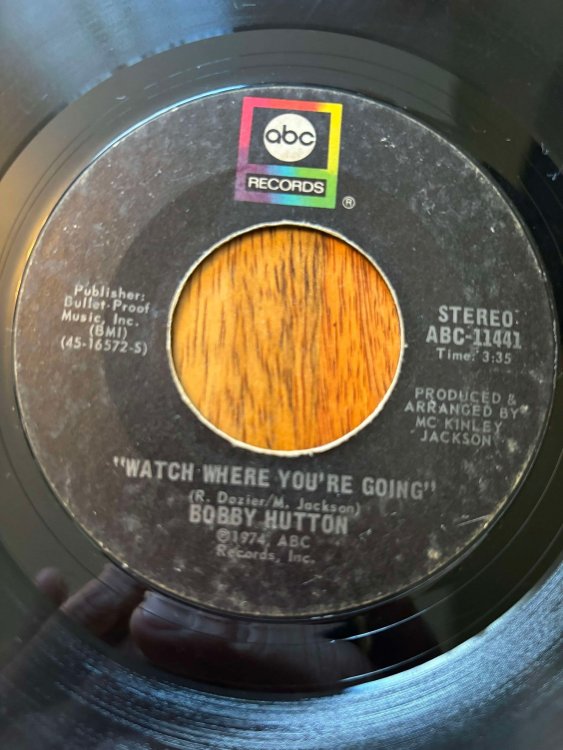 abc
RECORDS
®
Publisher:
Bullet-Proof
Music, Inc.
(BMI)
(45-16572-S)
STEREO
ABC-11441
Time: 3:35
PRODUCED &
ARRANGED BY
MC KINLEY
JACKSON
"WATCH WHERE YOU'RE GOING"
(R. Dozier/M. Jackson)
BOBBY HUTTON
©1974, ABC
Records, Inc.